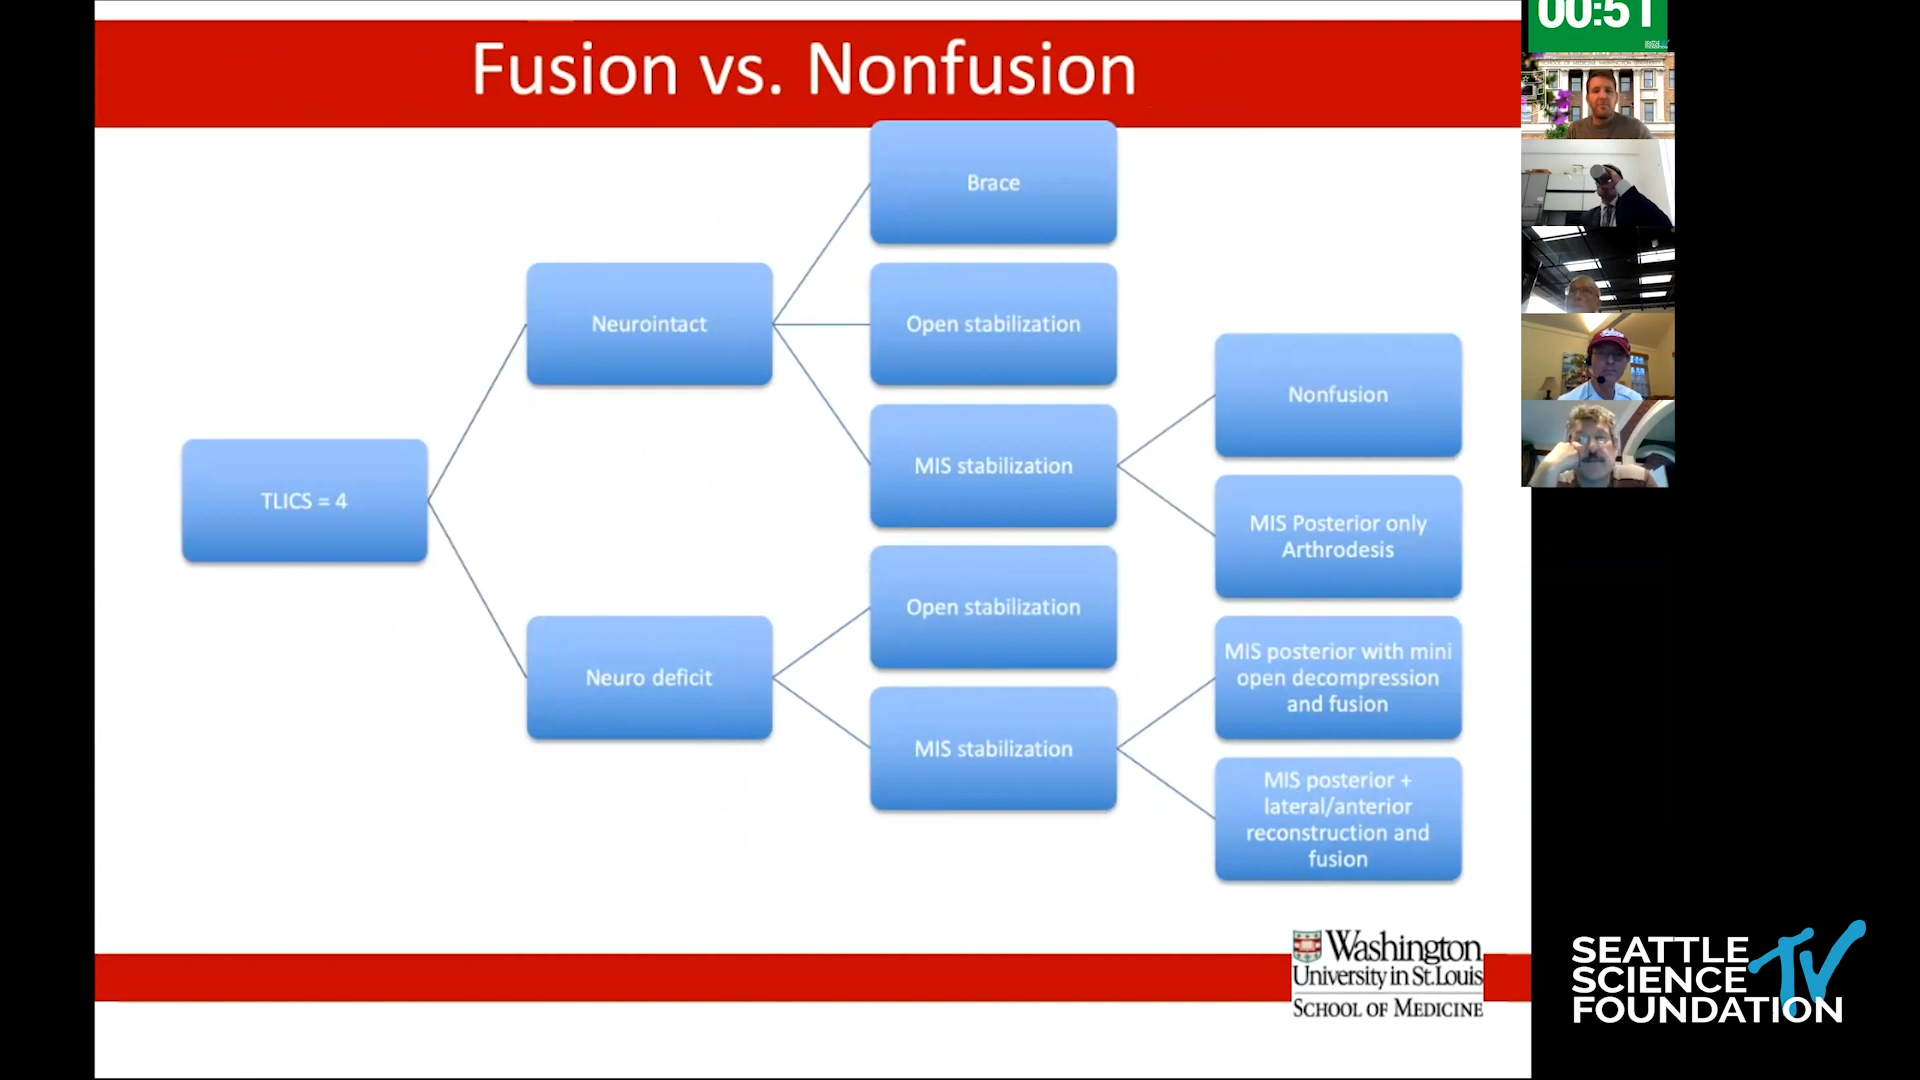 Fusion vs. Nonfusion
00:51
Brace
Neurointact
Open stabilization
Nonfusion
MIS stabilization
TLICS = 4
MIS Posterior only
Arthrodesis
Open stabilization
Neuro deficit
MIS posterior with mini
open decompression
and fusion
MIS stabilization
MIS posterior +
lateral/anterior
reconstruction and
fusion
Washington
University in St. Louis
SCHOOL OF MEDICINE
SEATTLE
SCIENCE
FOUNDATION
TV